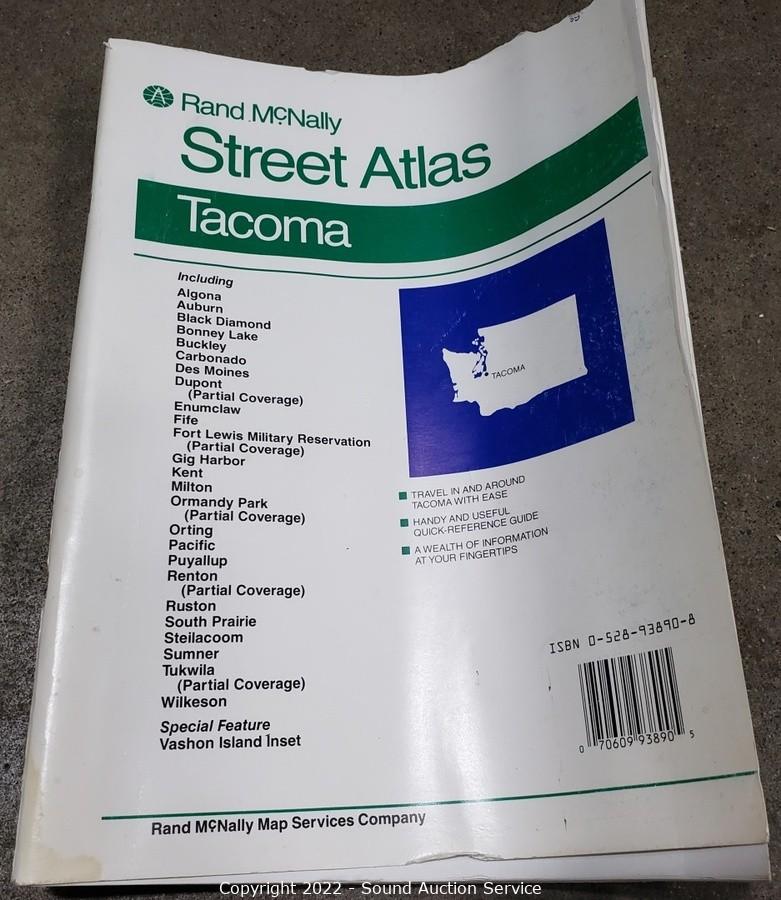 Rand McNally
Street Atlas
Tacoma
Including
Algona
Auburn
Black Diamond
Bonney Lake
Buckley
Carbonado
Des Moines
Dupont
(Partial Coverage)
Enumclaw
Fife
Fort Lewis Military Reservation
(Partial Coverage)
Gig Harbor
Kent
Milton
Ormandy Park
(Partial Coverage)
Orting
Pacific
Puyallup
Renton
(Partial Coverage)
Ruston
South Prairie
Steilacoom
Sumner
Tukwila
(Partial Coverage)
Wilkeson
Special Feature
Vashon Island Inset
TACOMA
TRAVEL IN AND AROUND
TACOMA WITH EASE
HANDY AND USEFUL
QUICK-REFERENCE GUIDE
A WEALTH OF INFORMATION
AT YOUR FINGERTIPS
ISBN 0-528-93890-8
0 70609 93890 5
Rand McNally Map Services Company
Copyright 2022 - Sound Auction Service